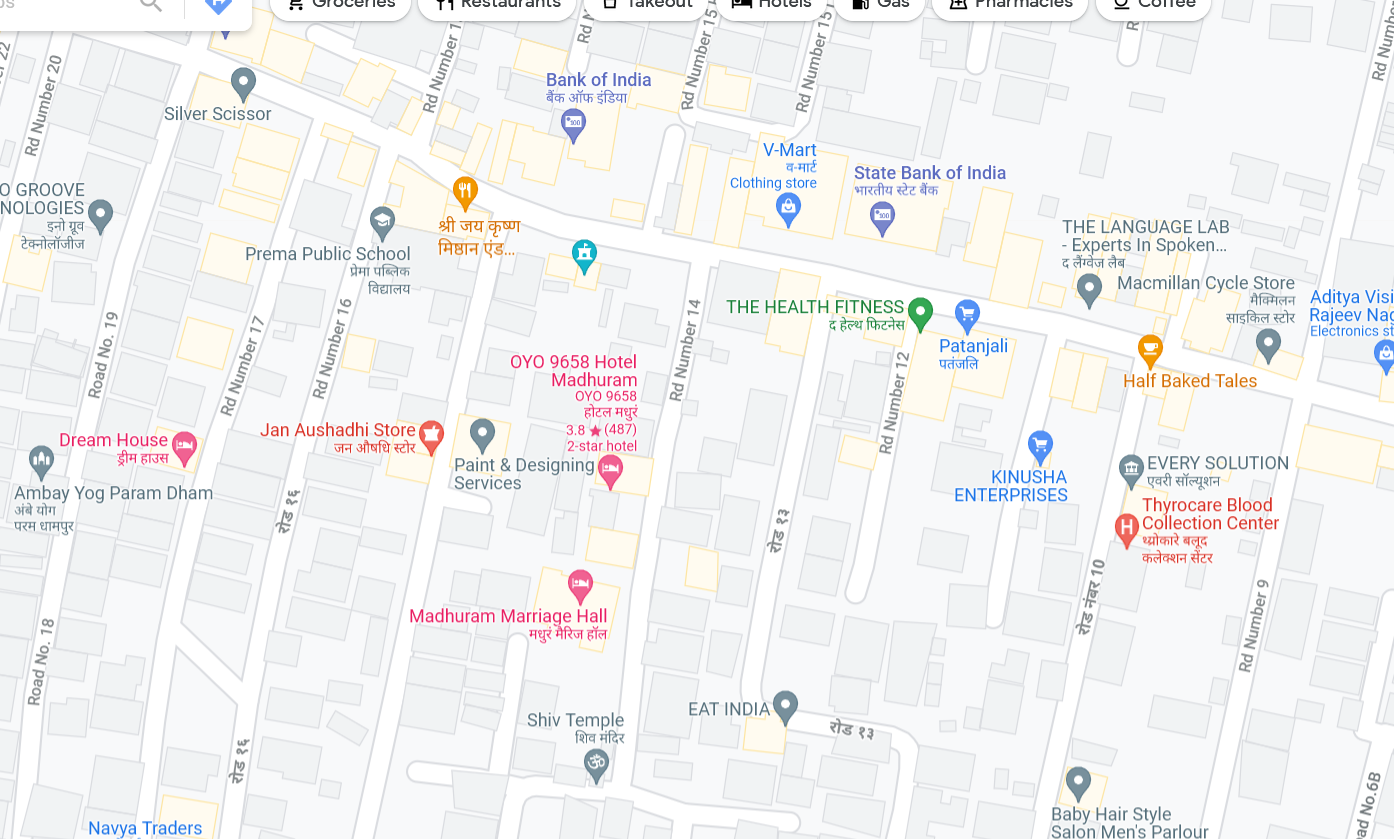 Groceries
Restaurants
Takeout
Hotels
Gas
Pharmacies
Coffee
Rd Number 20
Silver Scissor
Bank of India
बैंक ऑफ इंडिया
Rd Number 15
Rd Number 15
V-Mart
व-मार्ट
Clothing store
State Bank of India
भारतीय स्टेट बैंक
O GROOVE
NOLOGIES
इनो ग्रूव
टेक्नोलॉजीज
श्री जय कृष्ण
मिष्ठान एंड...
Prema Public School
प्रेमा पब्लिक
विद्यालय
THE LANGUAGE LAB
- Experts In Spoken...
द लैंग्वेज लैब
Macmillan Cycle Store
मैक्मिलन
साइकिल स्टोर
Aditya Visi
Rajeev Nag
Electronics st
THE HEALTH FITNESS
द हेल्थ फिटनेस
Patanjali
पतंजलि
Half Baked Tales
Road No. 19
Rd Number 17
Rd Number 16
Rd Number 14
Rd Number 12
OYO 9658 Hotel
Madhuram
OYO 9658
होटल मधुरं
3.8 ★ (487)
2-star hotel
Jan Aushadhi Store
जन औषधि स्टोर
Dream House
ड्रीम हाउस
Paint & Designing
Services
Ambay Yog Param Dham
अंबे योग
परम धामपुर
KINUSHA
ENTERPRISES
EVERY SOLUTION
एवरी सॉल्यूशन
Thyrocare Blood
Collection Center
थ्य्रोकारे बलूद
कलेक्शन सेंटर
रोड १६
रोड १३
रोड नंबर 10
Rd Number 9
Madhuram Marriage Hall
मधुरं मैरिज हॉल
Road No. 18
EAT INDIA
रोड १३
Shiv Temple
शिव मंदिर
रोड १६
Baby Hair Style
Salon Men's Parlour
Navya Traders
ad No.6B